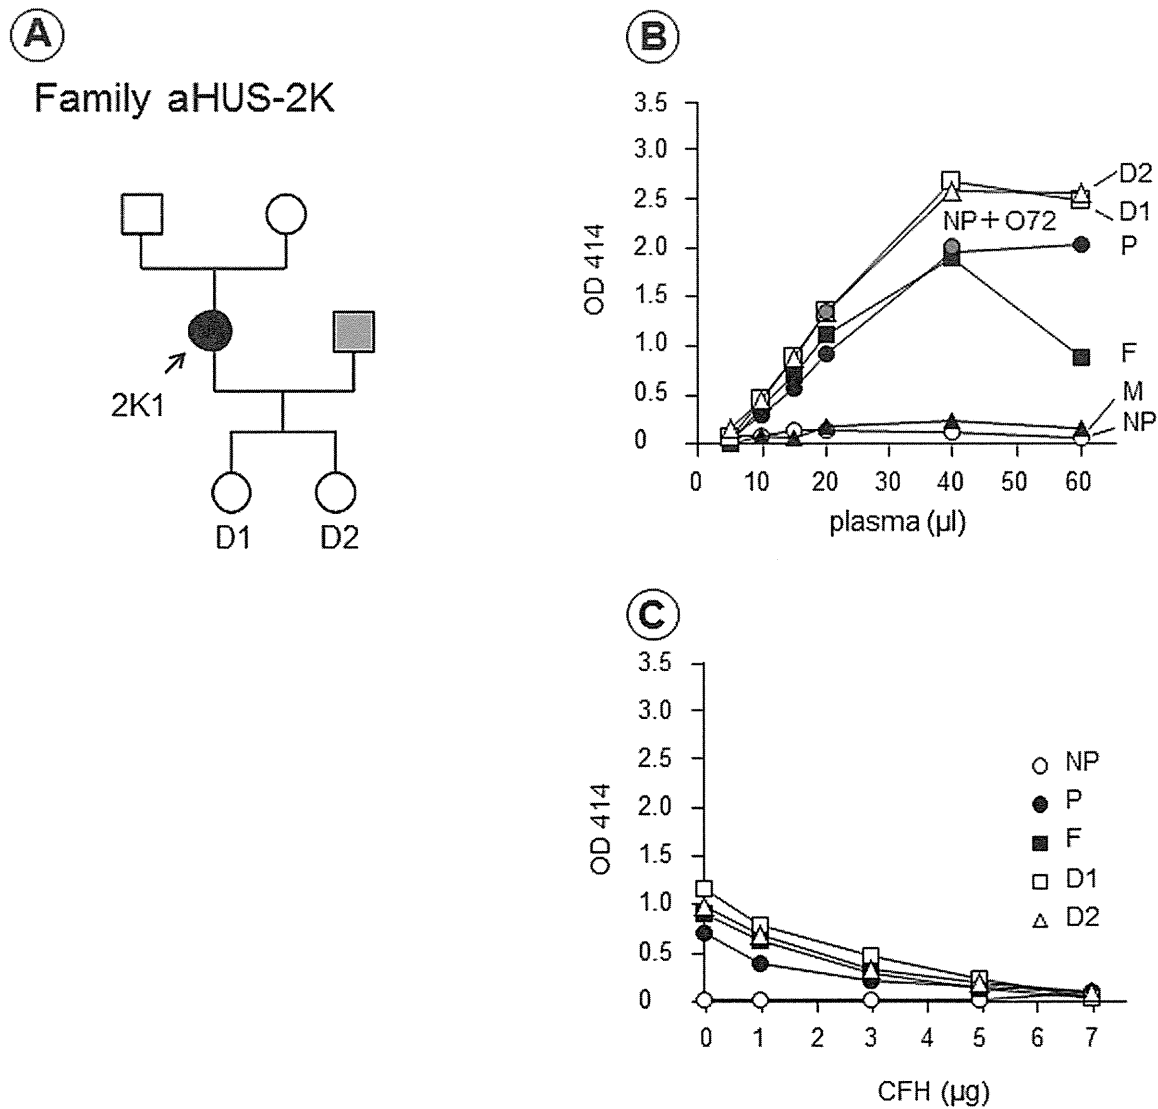 A
Family aHUS-2K
2K1
D1 D2
B
3.5
3.0
2.5
2.0
1.5
1.0
0.5
0
OD 414
NP+O72
D2
D1
P
F
M
NP
0 10 20 30 40 50 60
plasma (µl)
C
3.5
3.0
2.5
2.0
1.5
1.0
0.5
0
OD 414
NP
P
F
D1
D2
0 1 2 3 4 5 6 7
CFH (µg)